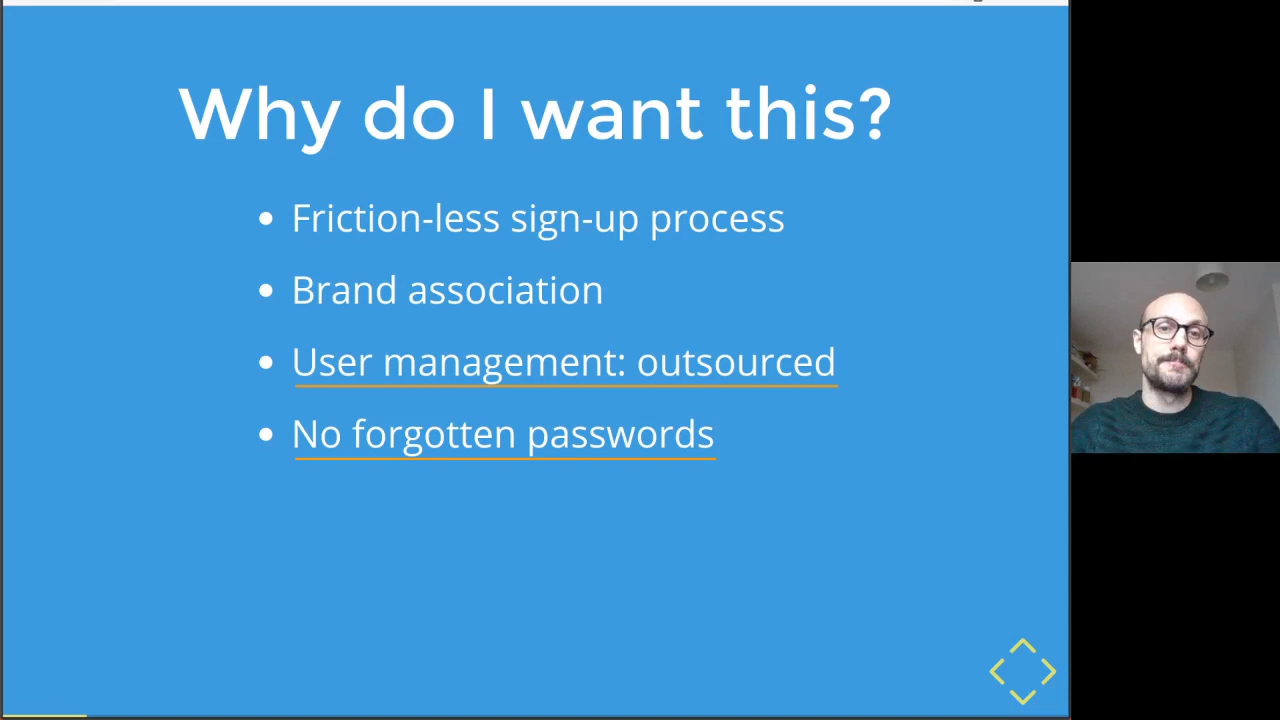 Why do I want this?
Friction-less sign-up process
Brand association
User management: outsourced
No forgotten passwords